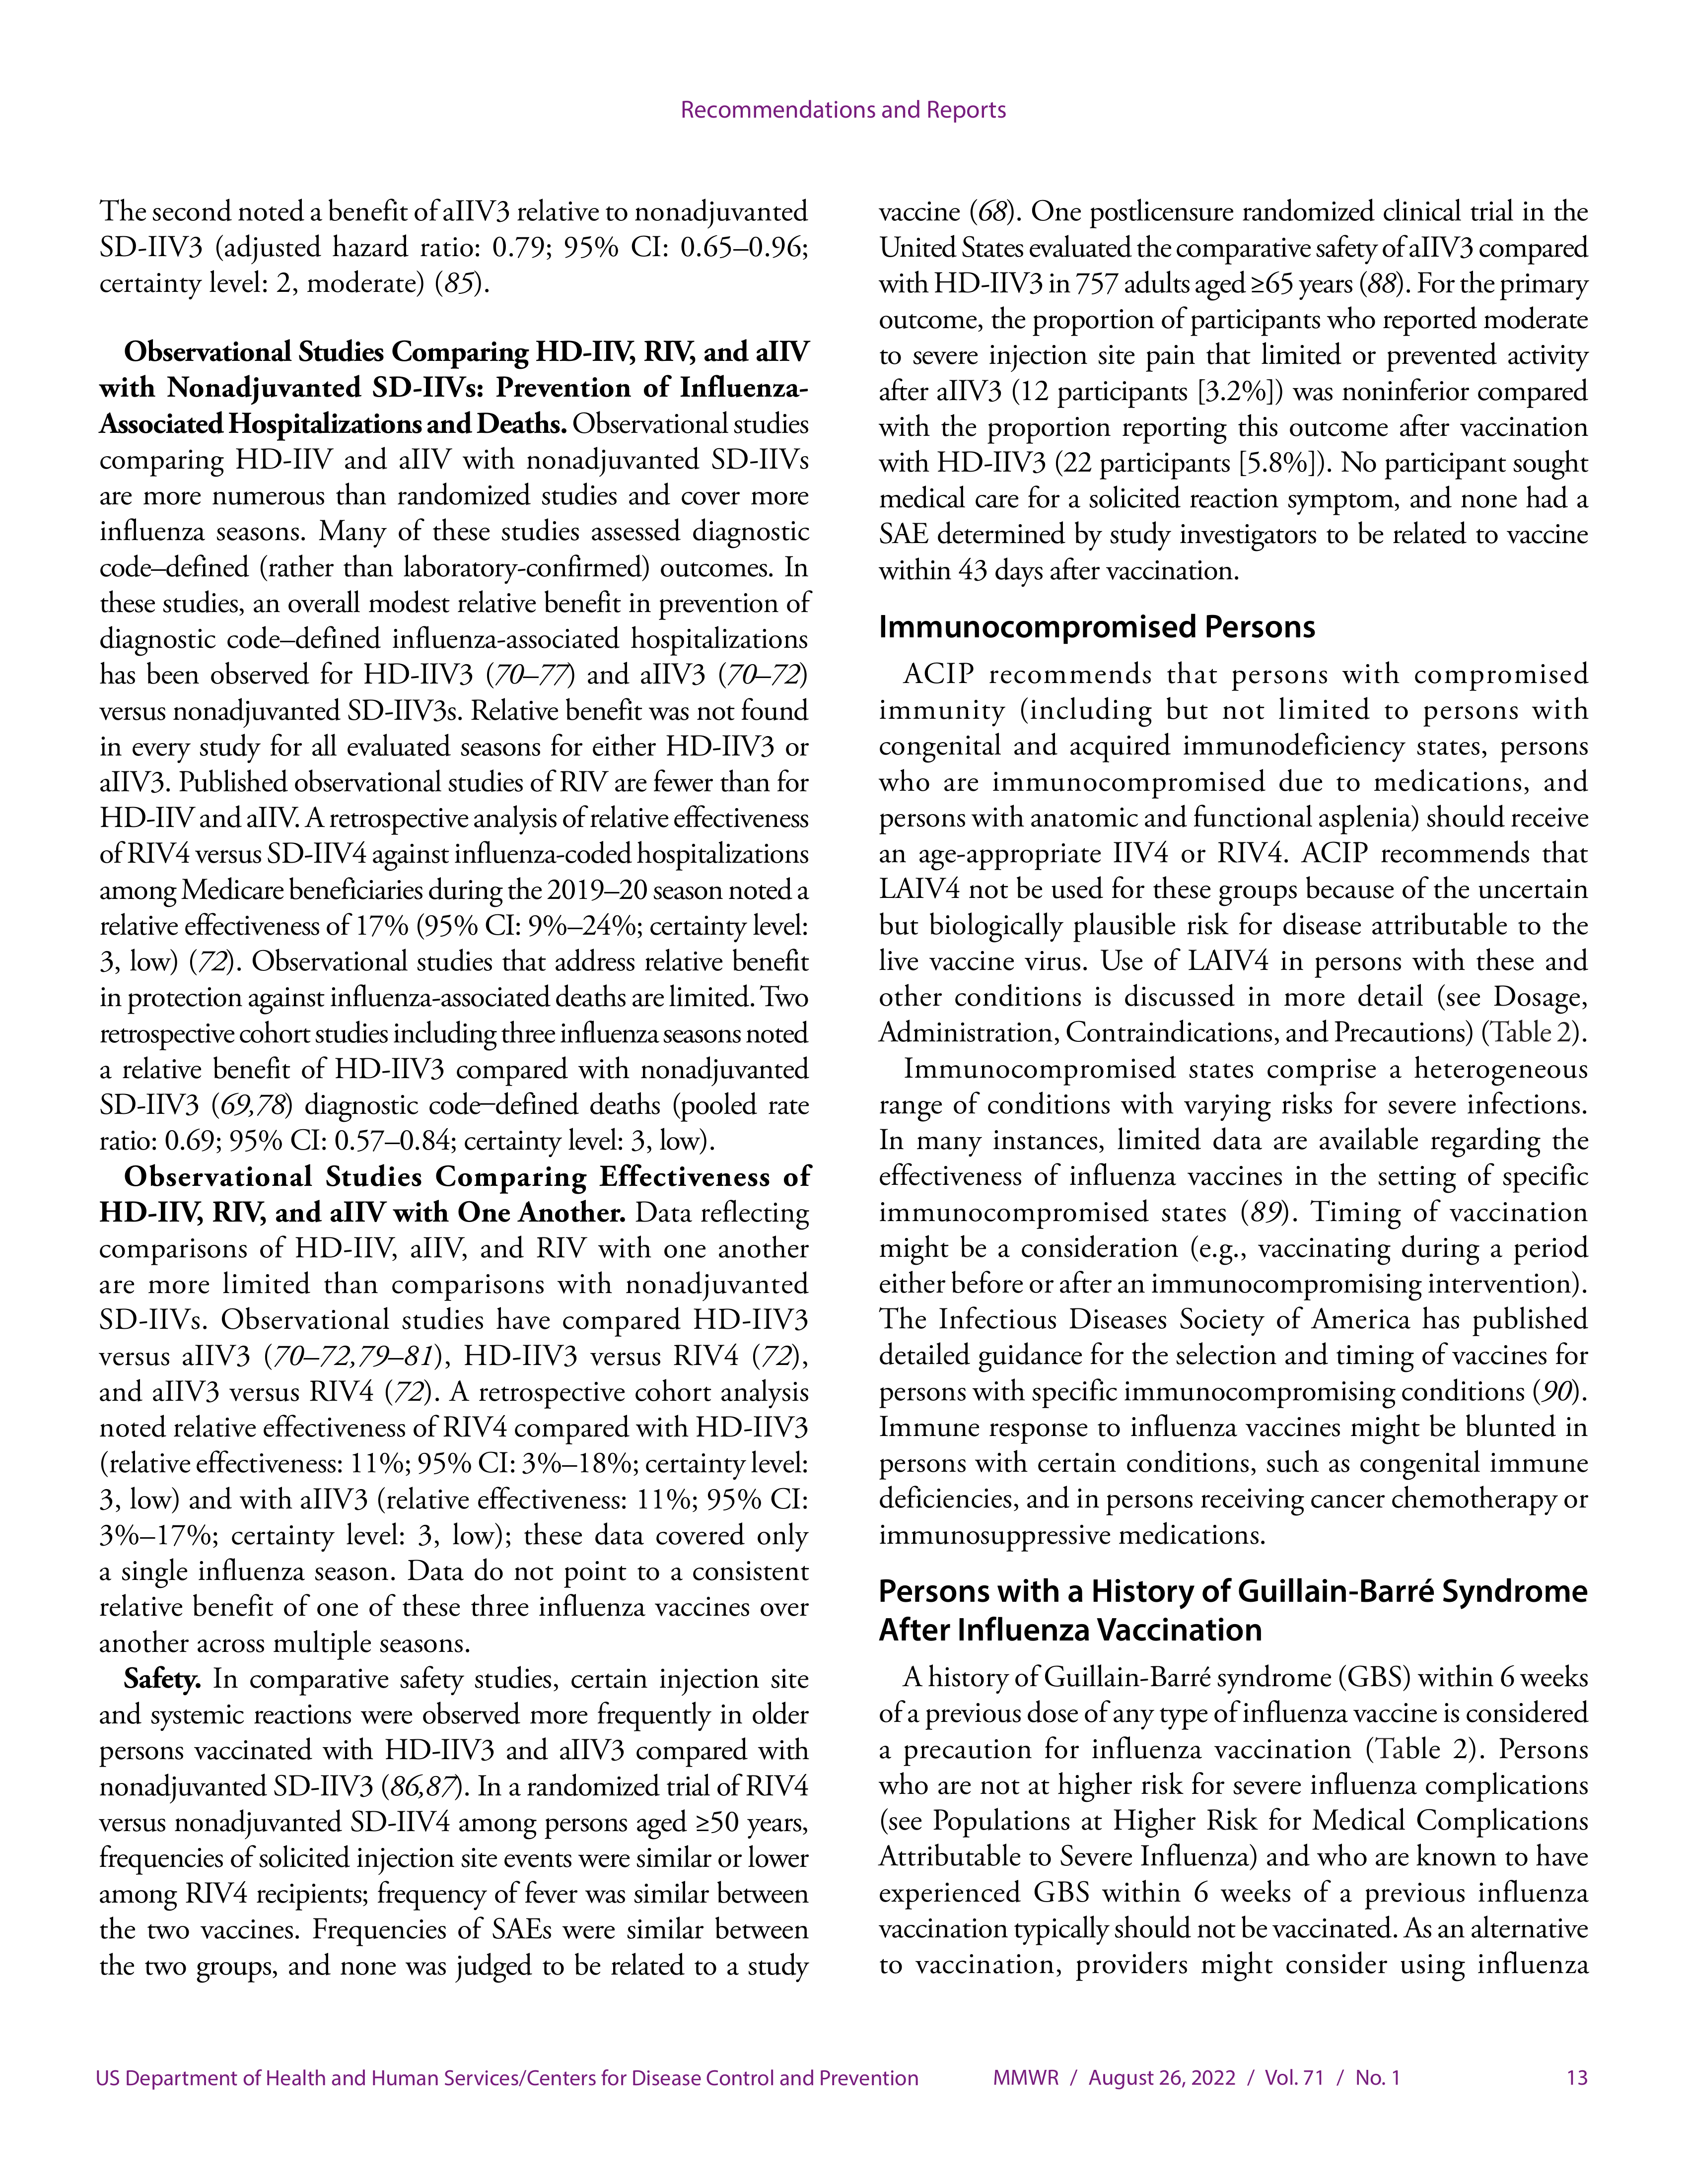 Recommendations and Reports
The second noted a benefit of aIIV3 relative to nonadjuvanted
SD-IIV3 (adjusted hazard ratio: 0.79; 95% CI: 0.65–0.96;
certainty level: 2, moderate) (85).
Observational Studies Comparing HD-IIV, RIV, and aIIV
with Nonadjuvanted SD-IIVs: Prevention of Influenza-
Associated Hospitalizations and Deaths. Observational studies
comparing HD-IIV and aIIV with nonadjuvanted SD-IIVs
are more numerous than randomized studies and cover more
influenza seasons. Many of these studies assessed diagnostic
code–defined (rather than laboratory-confirmed) outcomes. In
these studies, an overall modest relative benefit in prevention of
diagnostic code–defined influenza-associated hospitalizations
has been observed for HD-IIV3 (70–77) and aIIV3 (70–72)
versus nonadjuvanted SD-IIV3s. Relative benefit was not found
in every study for all evaluated seasons for either HD-IIV3 or
aIIV3. Published observational studies of RIV are fewer than for
HD-IIV and aIIV. A retrospective analysis of relative effectiveness
of RIV4 versus SD-IIV4 against influenza-coded hospitalizations
among Medicare beneficiaries during the 2019–20 season noted a
relative effectiveness of 17% (95% CI: 9%–24%; certainty level:
3, low) (72). Observational studies that address relative benefit
in protection against influenza-associated deaths are limited. Two
retrospective cohort studies including three influenza seasons noted
a relative benefit of HD-IIV3 compared with nonadjuvanted
SD-IIV3 (69,78) diagnostic code–defined deaths (pooled rate
ratio: 0.69; 95% CI: 0.57–0.84; certainty level: 3, low).
Observational Studies Comparing Effectiveness of
HD-IIV, RIV, and aIIV with One Another. Data reflecting
comparisons of HD-IIV, aIIV, and RIV with one another
are more limited than comparisons with nonadjuvanted
SD-IIVs. Observational studies have compared HD-IIV3
versus aIIV3 (70–72,79–81), HD-IIV3 versus RIV4 (72),
and aIIV3 versus RIV4 (72). A retrospective cohort analysis
noted relative effectiveness of RIV4 compared with HD-IIV3
(relative effectiveness: 11%; 95% CI: 3%–18%; certainty level:
3, low) and with aIIV3 (relative effectiveness: 11%; 95% CI:
3%–17%; certainty level: 3, low); these data covered only
a single influenza season. Data do not point to a consistent
relative benefit of one of these three influenza vaccines over
another across multiple seasons.
Safety. In comparative safety studies, certain injection site
and systemic reactions were observed more frequently in older
persons vaccinated with HD-IIV3 and aIIV3 compared with
nonadjuvanted SD-IIV3 (86,87). In a randomized trial of RIV4
versus nonadjuvanted SD-IIV4 among persons aged ≥50 years,
frequencies of solicited injection site events were similar or lower
among RIV4 recipients; frequency of fever was similar between
the two vaccines. Frequencies of SAEs were similar between
the two groups, and none was judged to be related to a study
vaccine (68). One postlicensure randomized clinical trial in the
United States evaluated the comparative safety of aIIV3 compared
with HD-IIV3 in 757 adults aged ≥65 years (88). For the primary
outcome, the proportion of participants who reported moderate
to severe injection site pain that limited or prevented activity
after aIIV3 (12 participants [3.2%]) was noninferior compared
with the proportion reporting this outcome after vaccination
with HD-IIV3 (22 participants [5.8%]). No participant sought
medical care for a solicited reaction symptom, and none had a
SAE determined by study investigators to be related to vaccine
within 43 days after vaccination.
Immunocompromised Persons
ACIP recommends that persons with compromised
immunity (including but not limited to persons with
congenital and acquired immunodeficiency states, persons
who are immunocompromised due to medications, and
persons with anatomic and functional asplenia) should receive
an age-appropriate IIV4 or RIV4. ACIP recommends that
LAIV4 not be used for these groups because of the uncertain
but biologically plausible risk for disease attributable to the
live vaccine virus. Use of LAIV4 in persons with these and
other conditions is discussed in more detail (see Dosage,
Administration, Contraindications, and Precautions) (Table 2).
Immunocompromised states comprise a heterogeneous
range of conditions with varying risks for severe infections.
In many instances, limited data are available regarding the
effectiveness of influenza vaccines in the setting of specific
immunocompromised states (89). Timing of vaccination
might be a consideration (e.g., vaccinating during a period
either before or after an immunocompromising intervention).
The Infectious Diseases Society of America has published
detailed guidance for the selection and timing of vaccines for
persons with specific immunocompromising conditions (90).
Immune response to influenza vaccines might be blunted in
persons with certain conditions, such as congenital immune
deficiencies, and in persons receiving cancer chemotherapy or
immunosuppressive medications.
Persons with a History of Guillain-Barré Syndrome
After Influenza Vaccination
A history of Guillain-Barré syndrome (GBS) within 6 weeks
of a previous dose of any type of influenza vaccine is considered
a precaution for influenza vaccination (Table 2). Persons
who are not at higher risk for severe influenza complications
(see Populations at Higher Risk for Medical Complications
Attributable to Severe Influenza) and who are known to have
experienced GBS within 6 weeks of a previous influenza
vaccination typically should not be vaccinated. As an alternative
to vaccination, providers might consider using influenza
US Department of Health and Human Services/Centers for Disease Control and Prevention MMWR / August 26, 2022 / Vol. 71 / No. 1 13